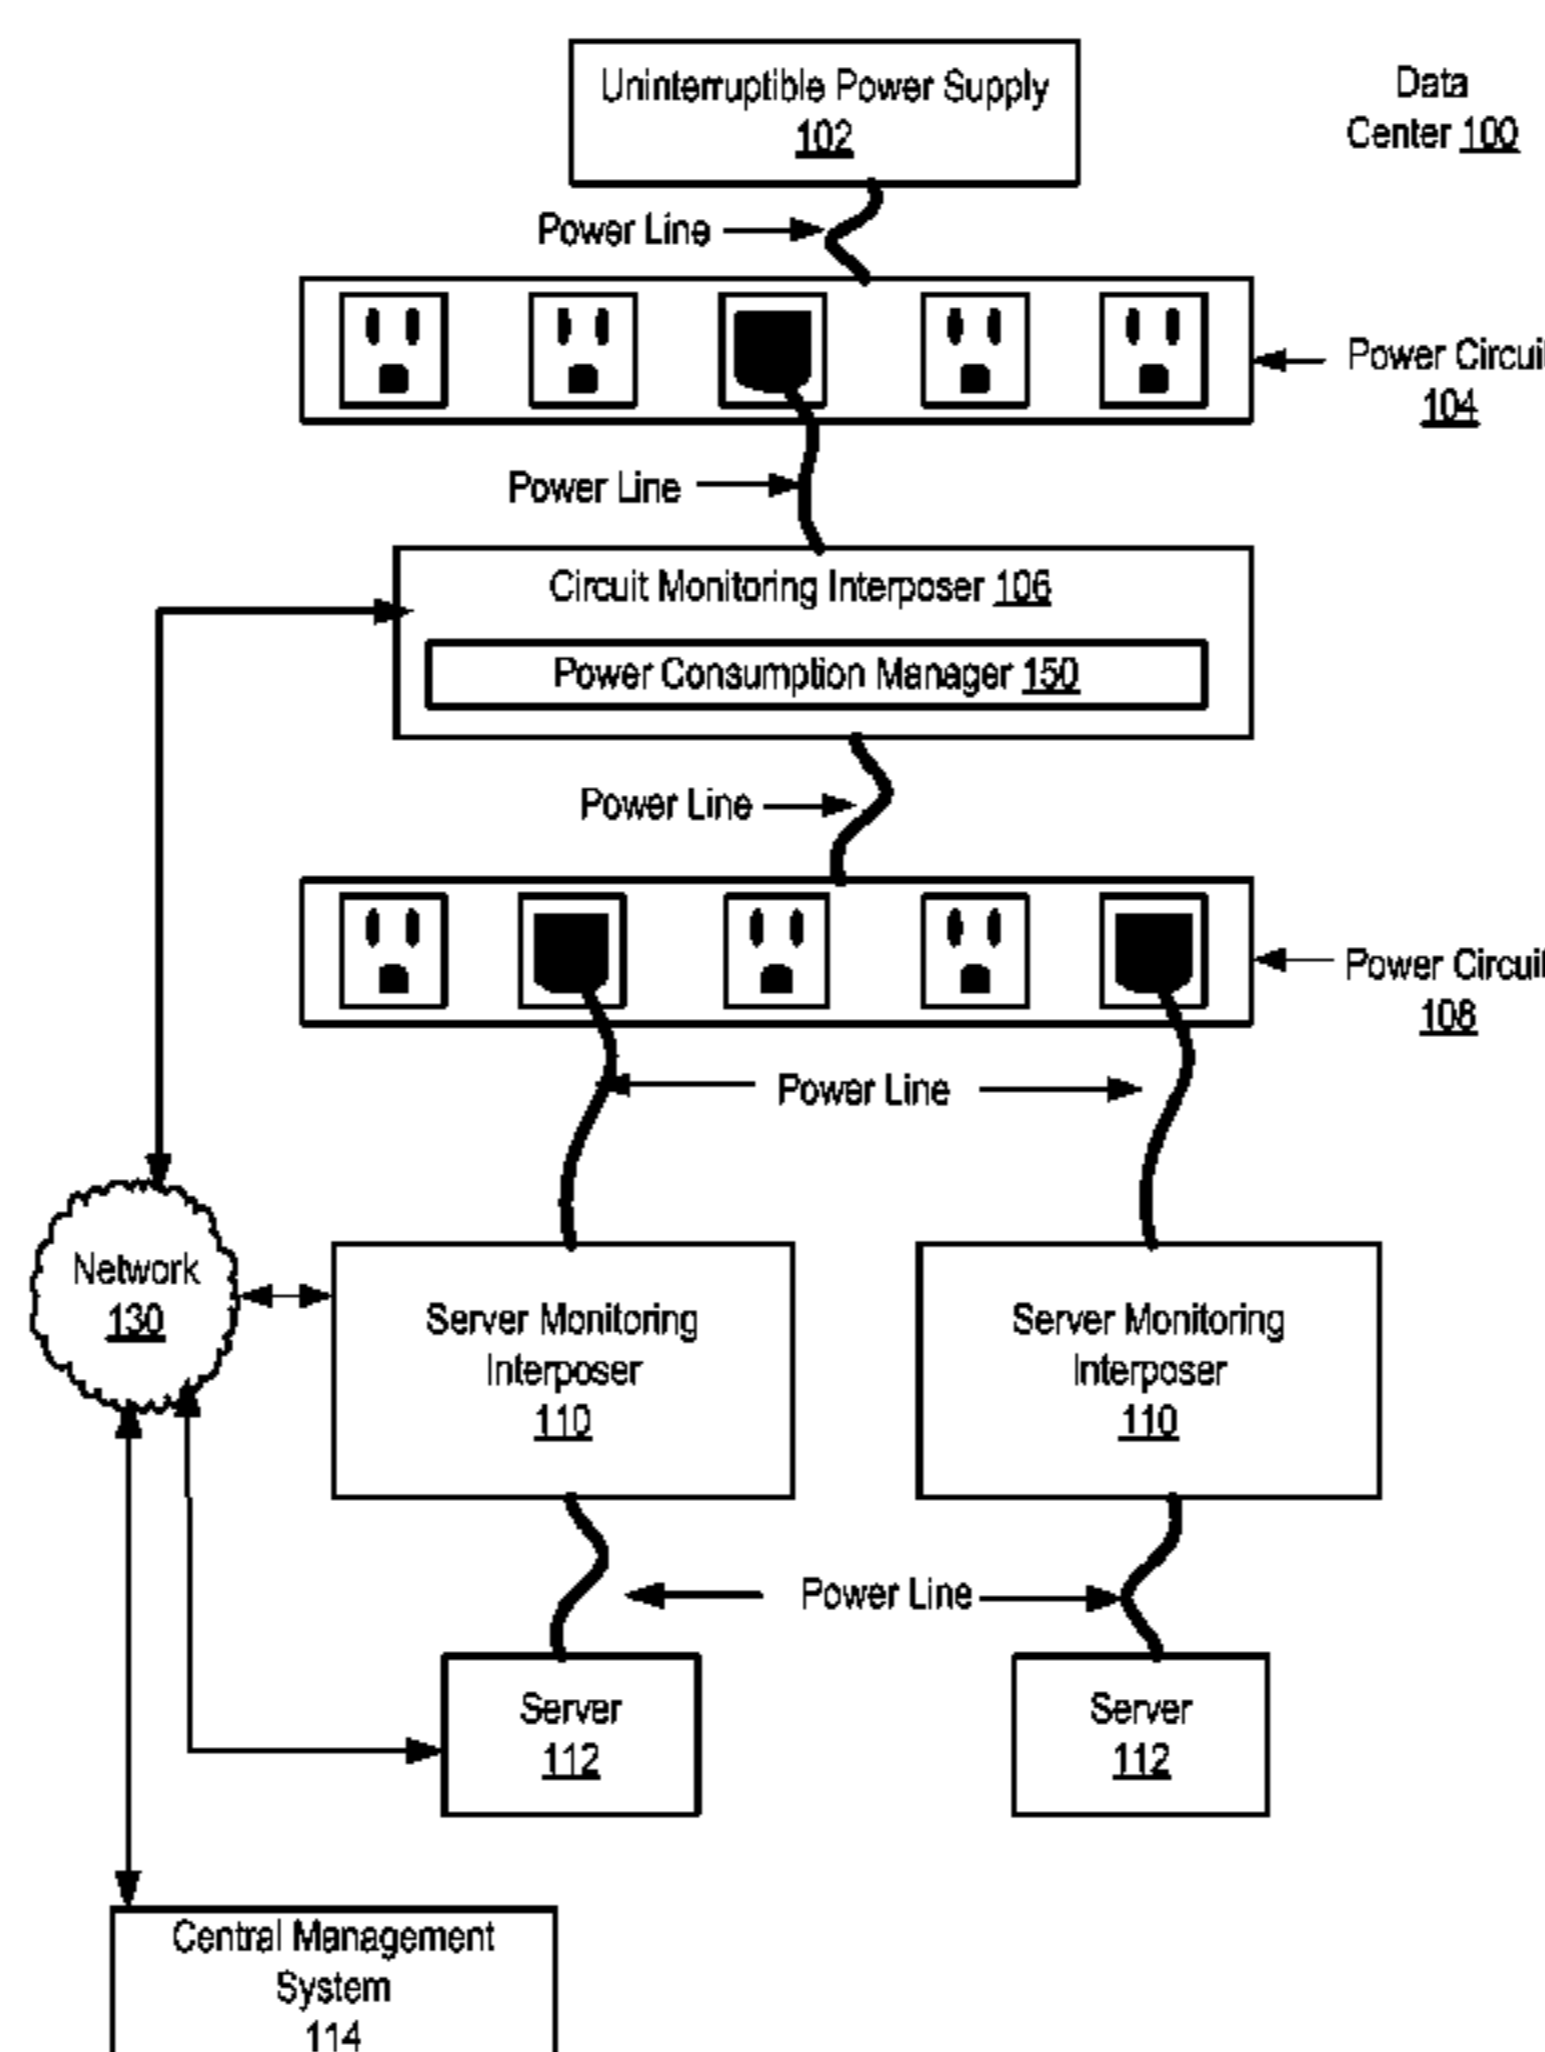 Uninterruptible Power Supply
102
Data
Center 100
Power Line
Power Circuit
104
Power Line
Circuit Monitoring Interposer 106
Power Consumption Manager 150
Power Line
Power Circuit
108
Power Line
Network
130
Server Monitoring
Interposer
110
Server Monitoring
Interposer
110
Power Line
Server
112
Server
112
Central Management
System
114